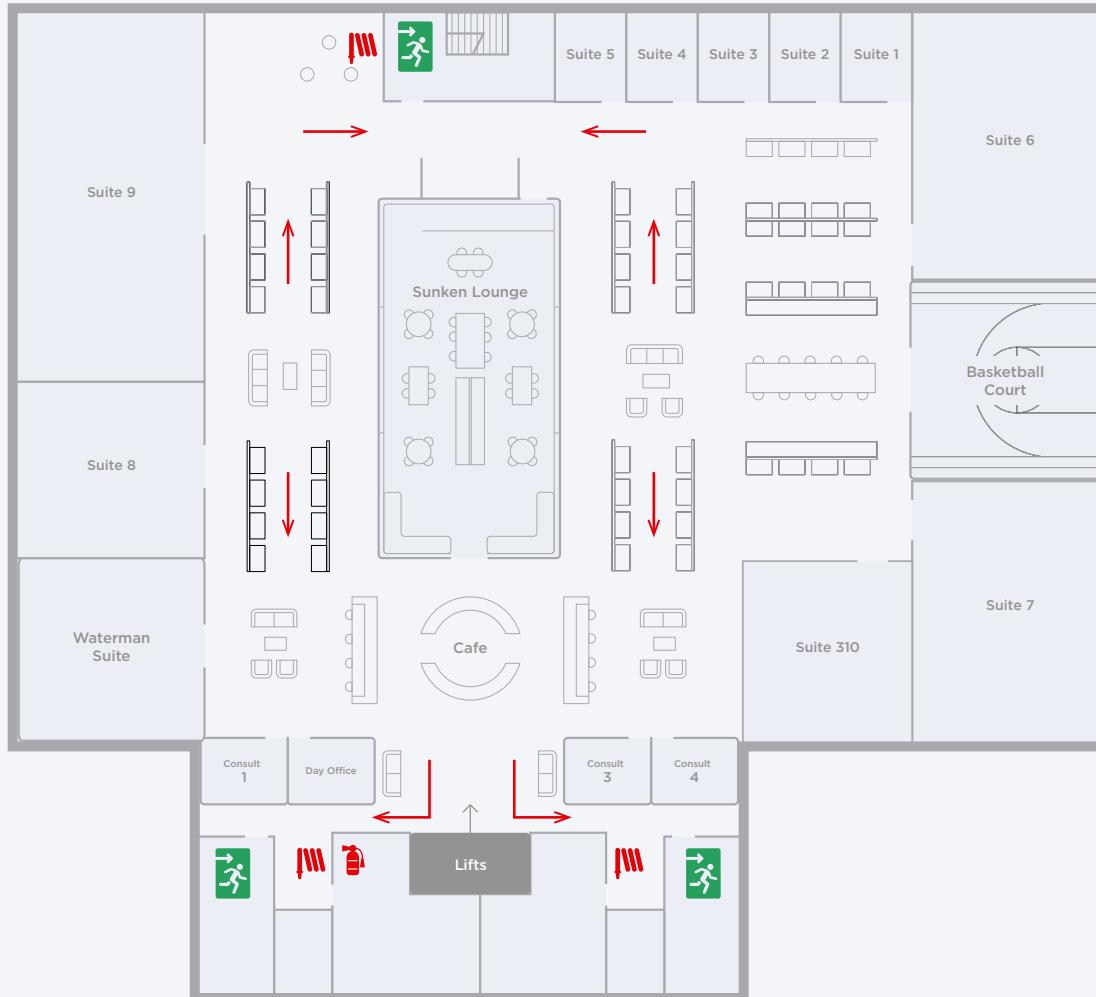 Suite 5
Suite 4
Suite 3
Suite 2
Suite 1
Suite 6
Suite 9
Sunken Lounge
Basketball
Court
Suite 8
Suite 7
Waterman
Suite
Cafe
Suite 310
Consult
1
Day Office
Consult
3
Consult
4
Lifts